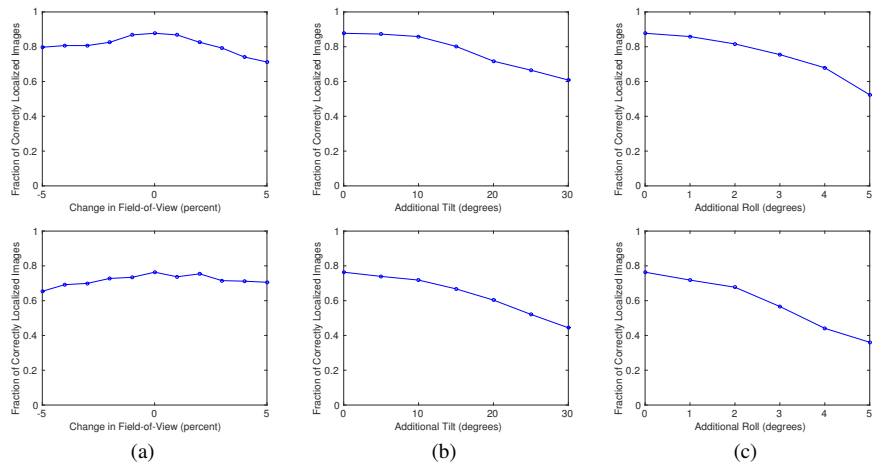 Fraction of Correctly Localized Images
1
0.8
0.6
0.4
0.2
0
-5 0 5
Change in Field-of-View (percent)
Fraction of Correctly Localized Images
1
0.8
0.6
0.4
0.2
0
0 10 20 30
Additional Tilt (degrees)
Fraction of Correctly Localized Images
1
0.8
0.6
0.4
0.2
0
0 1 2 3 4 5
Additional Roll (degrees)
Fraction of Correctly Localized Images
1
0.8
0.6
0.4
0.2
0
-5 0 5
Change in Field-of-View (percent)
Fraction of Correctly Localized Images
1
0.8
0.6
0.4
0.2
0
0 10 20 30
Additional Tilt (degrees)
Fraction of Correctly Localized Images
1
0.8
0.6
0.4
0.2
0
0 1 2 3 4 5
Additional Roll (degrees)
(a) (b) (c)